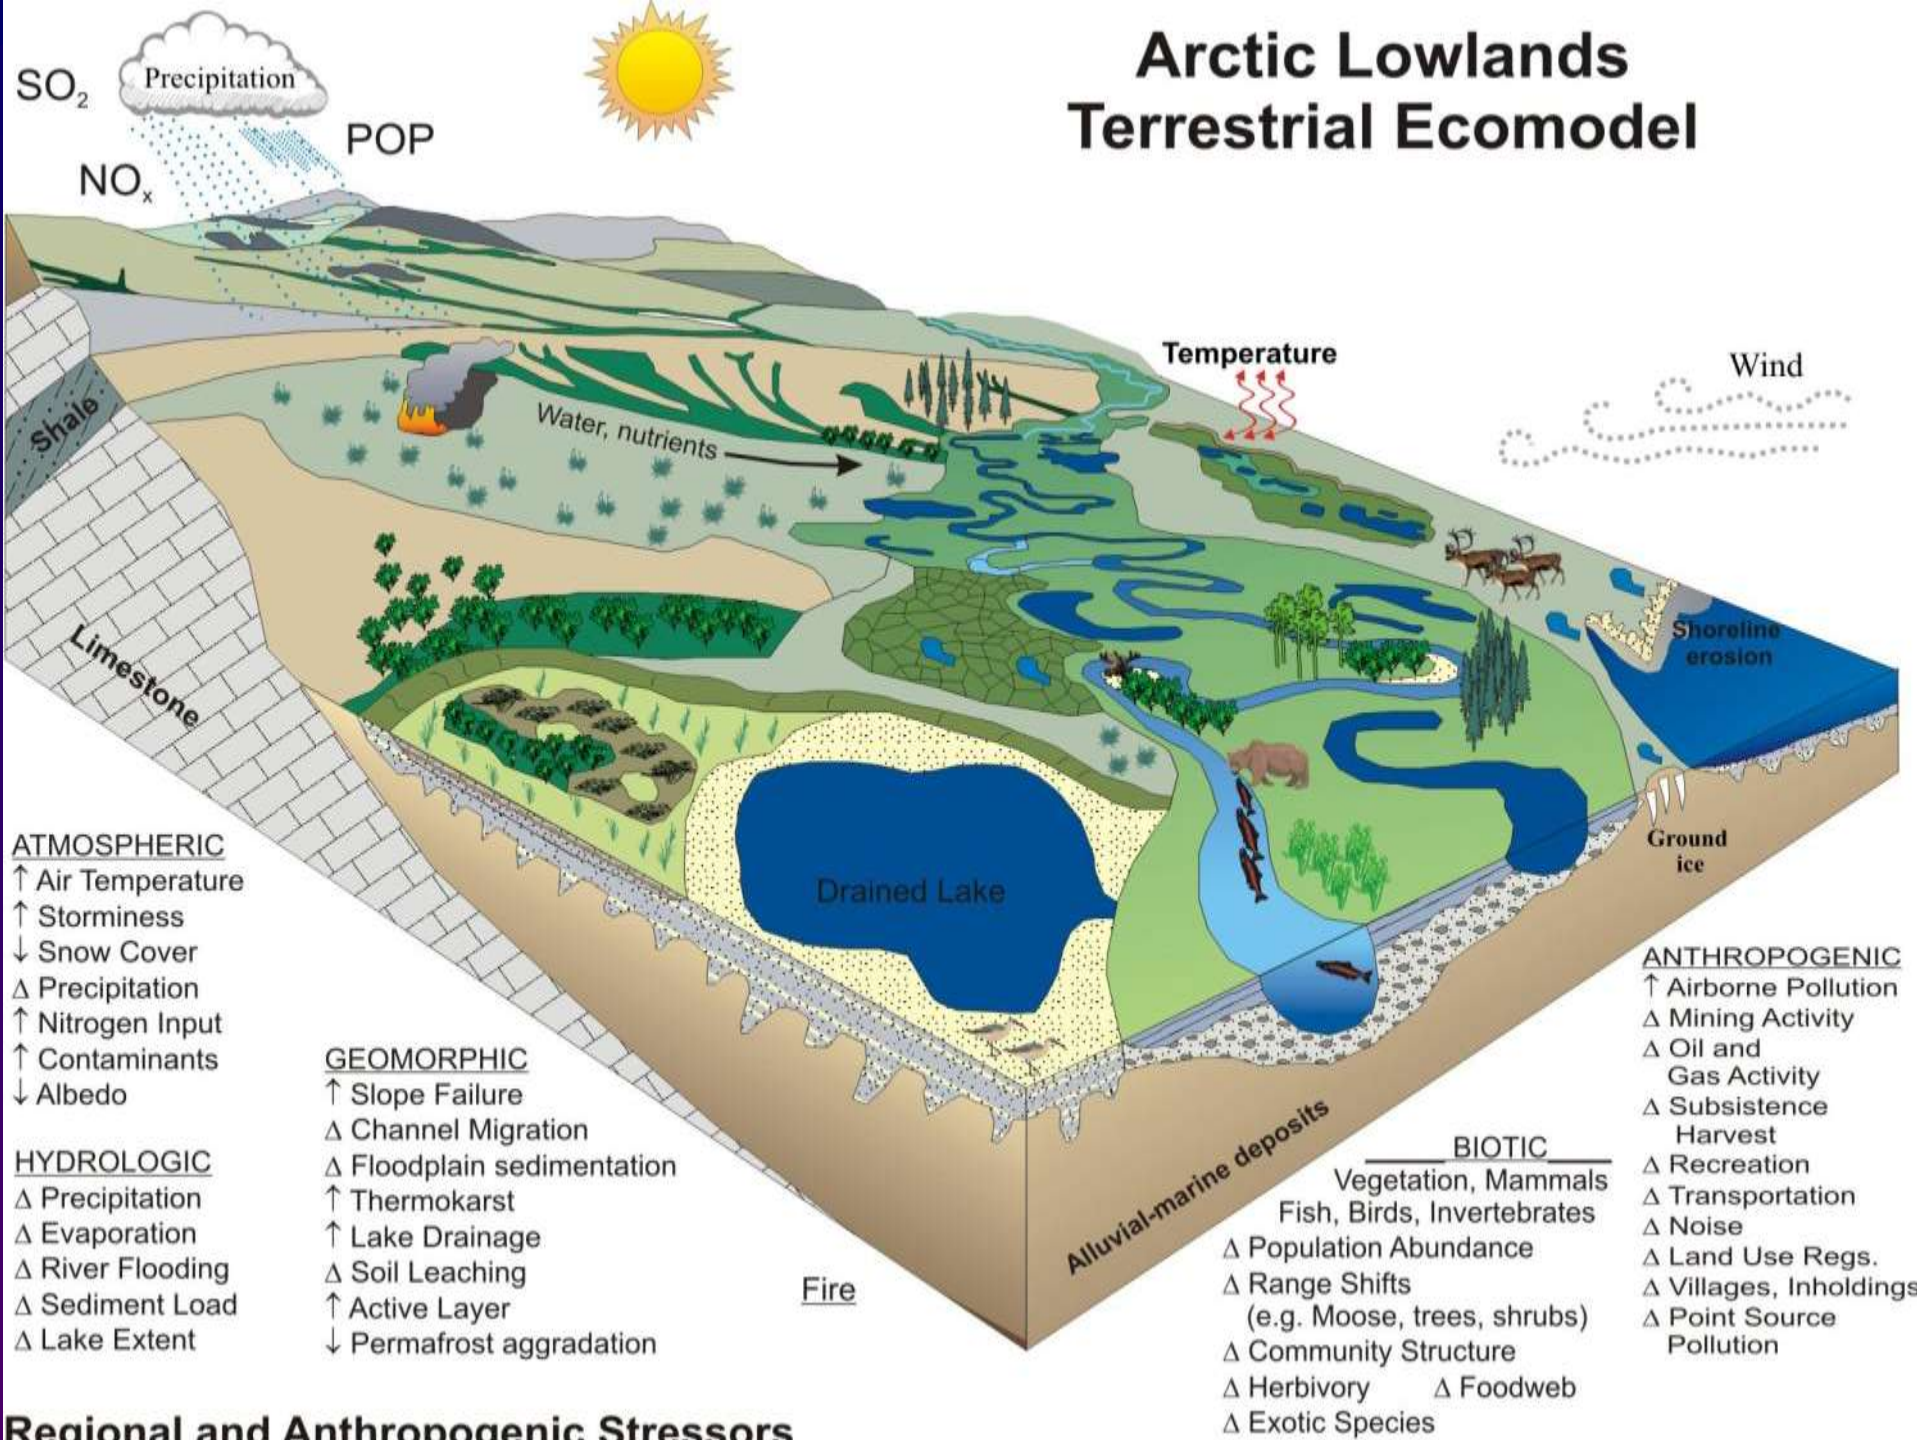 Arctic Lowlands
Terrestrial Ecomodel
SO₂
Precipitation
POP
NOₓ
Temperature
Wind
Shale
Water, nutrients
Limestone
Shoreline
erosion
Drained Lake
Ground
ice
Alluvial-marine deposits
ATMOSPHERIC
↑ Air Temperature
↑ Storminess
↓ Snow Cover
Δ Precipitation
↑ Nitrogen Input
↑ Contaminants
↓ Albedo
HYDROLOGIC
Δ Precipitation
Δ Evaporation
Δ River Flooding
Δ Sediment Load
Δ Lake Extent
GEOMORPHIC
↑ Slope Failure
Δ Channel Migration
Δ Floodplain sedimentation
↑ Thermokarst
↑ Lake Drainage
Δ Soil Leaching
↑ Active Layer
↓ Permafrost aggradation
Fire
BIOTIC
Vegetation, Mammals
Fish, Birds, Invertebrates
Δ Population Abundance
Δ Range Shifts
(e.g. Moose, trees, shrubs)
Δ Community Structure
Δ Herbivory Δ Foodweb
Δ Exotic Species
ANTHROPOGENIC
↑ Airborne Pollution
Δ Mining Activity
Δ Oil and
Gas Activity
Δ Subsistence
Harvest
Δ Recreation
Δ Transportation
Δ Noise
Δ Land Use Regs.
Δ Villages, Inholdings
Δ Point Source
Pollution
Regional and Anthropogenic Stressors